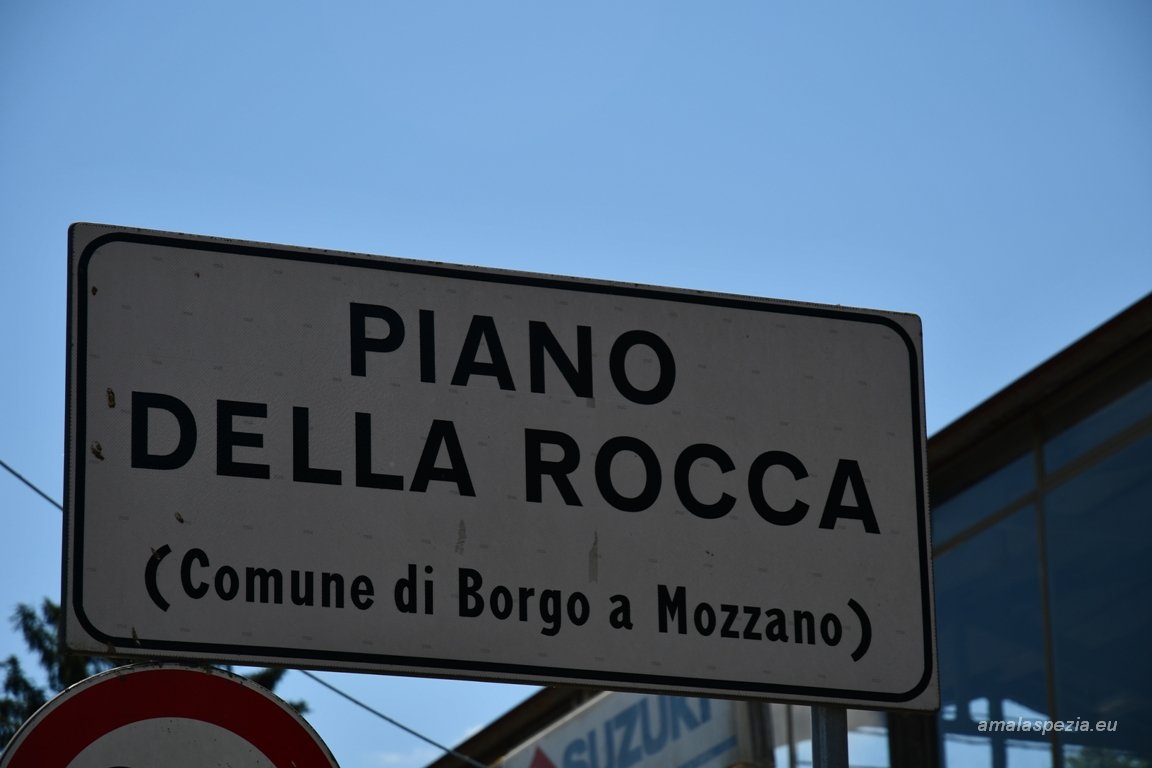 PIANO
DELLA ROCCA
(Comune di Borgo a Mozzano)
SUZUKI
amalaspezia.eu